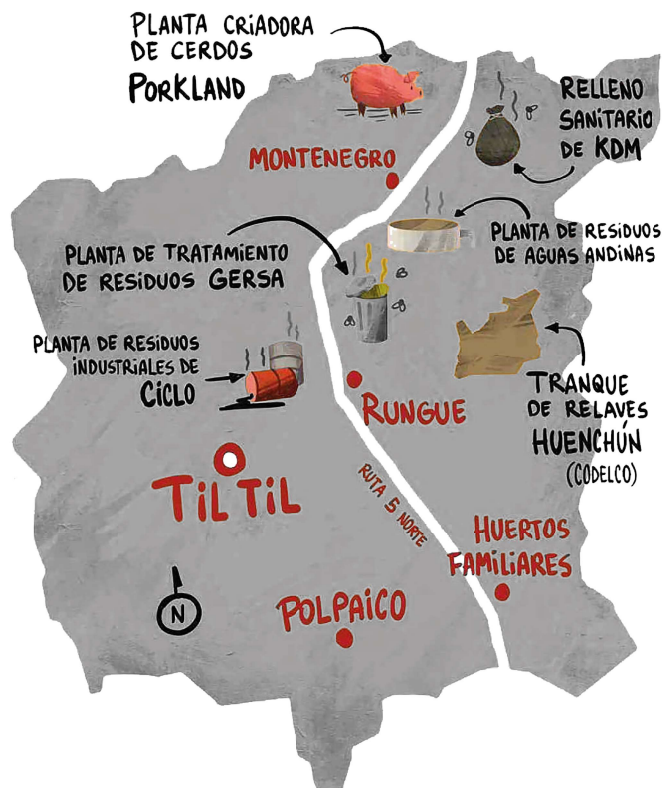 PLANTA CRIADORA
DE CERDOS
PORKLAND
RELLENO
SANITARIO
DE KDM
MONTENEGRO
PLANTA DE RESIDUOS
DE AGUAS ANDINAS
PLANTA DE TRATAMIENTO
DE RESIDUOS GERSA
PLANTA DE RESIDUOS
INDUSTRIALES DE
CICLO
RUNGUE
TRANQUE
DE RELAVES
HUENCHÚN
(CODELCO)
TIL TIL
RUTA 5 NORTE
HUERTOS
FAMILIARES
N
POLPAICO